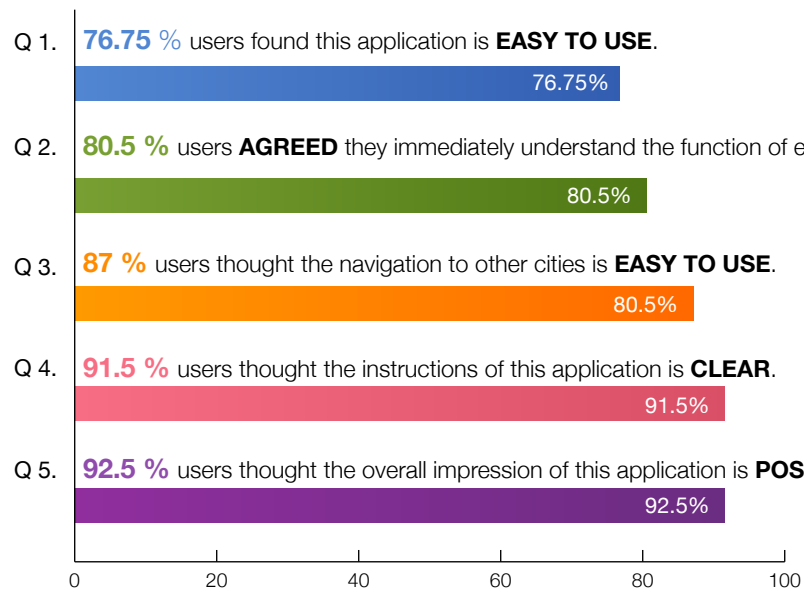 Q 1. 76.75 % users found this application is EASY TO USE.
76.75%
Q 2. 80.5 % users AGREED they immediately understand the function of
80.5%
Q 3. 87 % users thought the navigation to other cities is EASY TO USE.
80.5%
Q 4. 91.5 % users thought the instructions of this application is CLEAR.
91.5%
Q 5. 92.5 % users thought the overall impression of this application is
92.5%
0 20 40 60 80 100